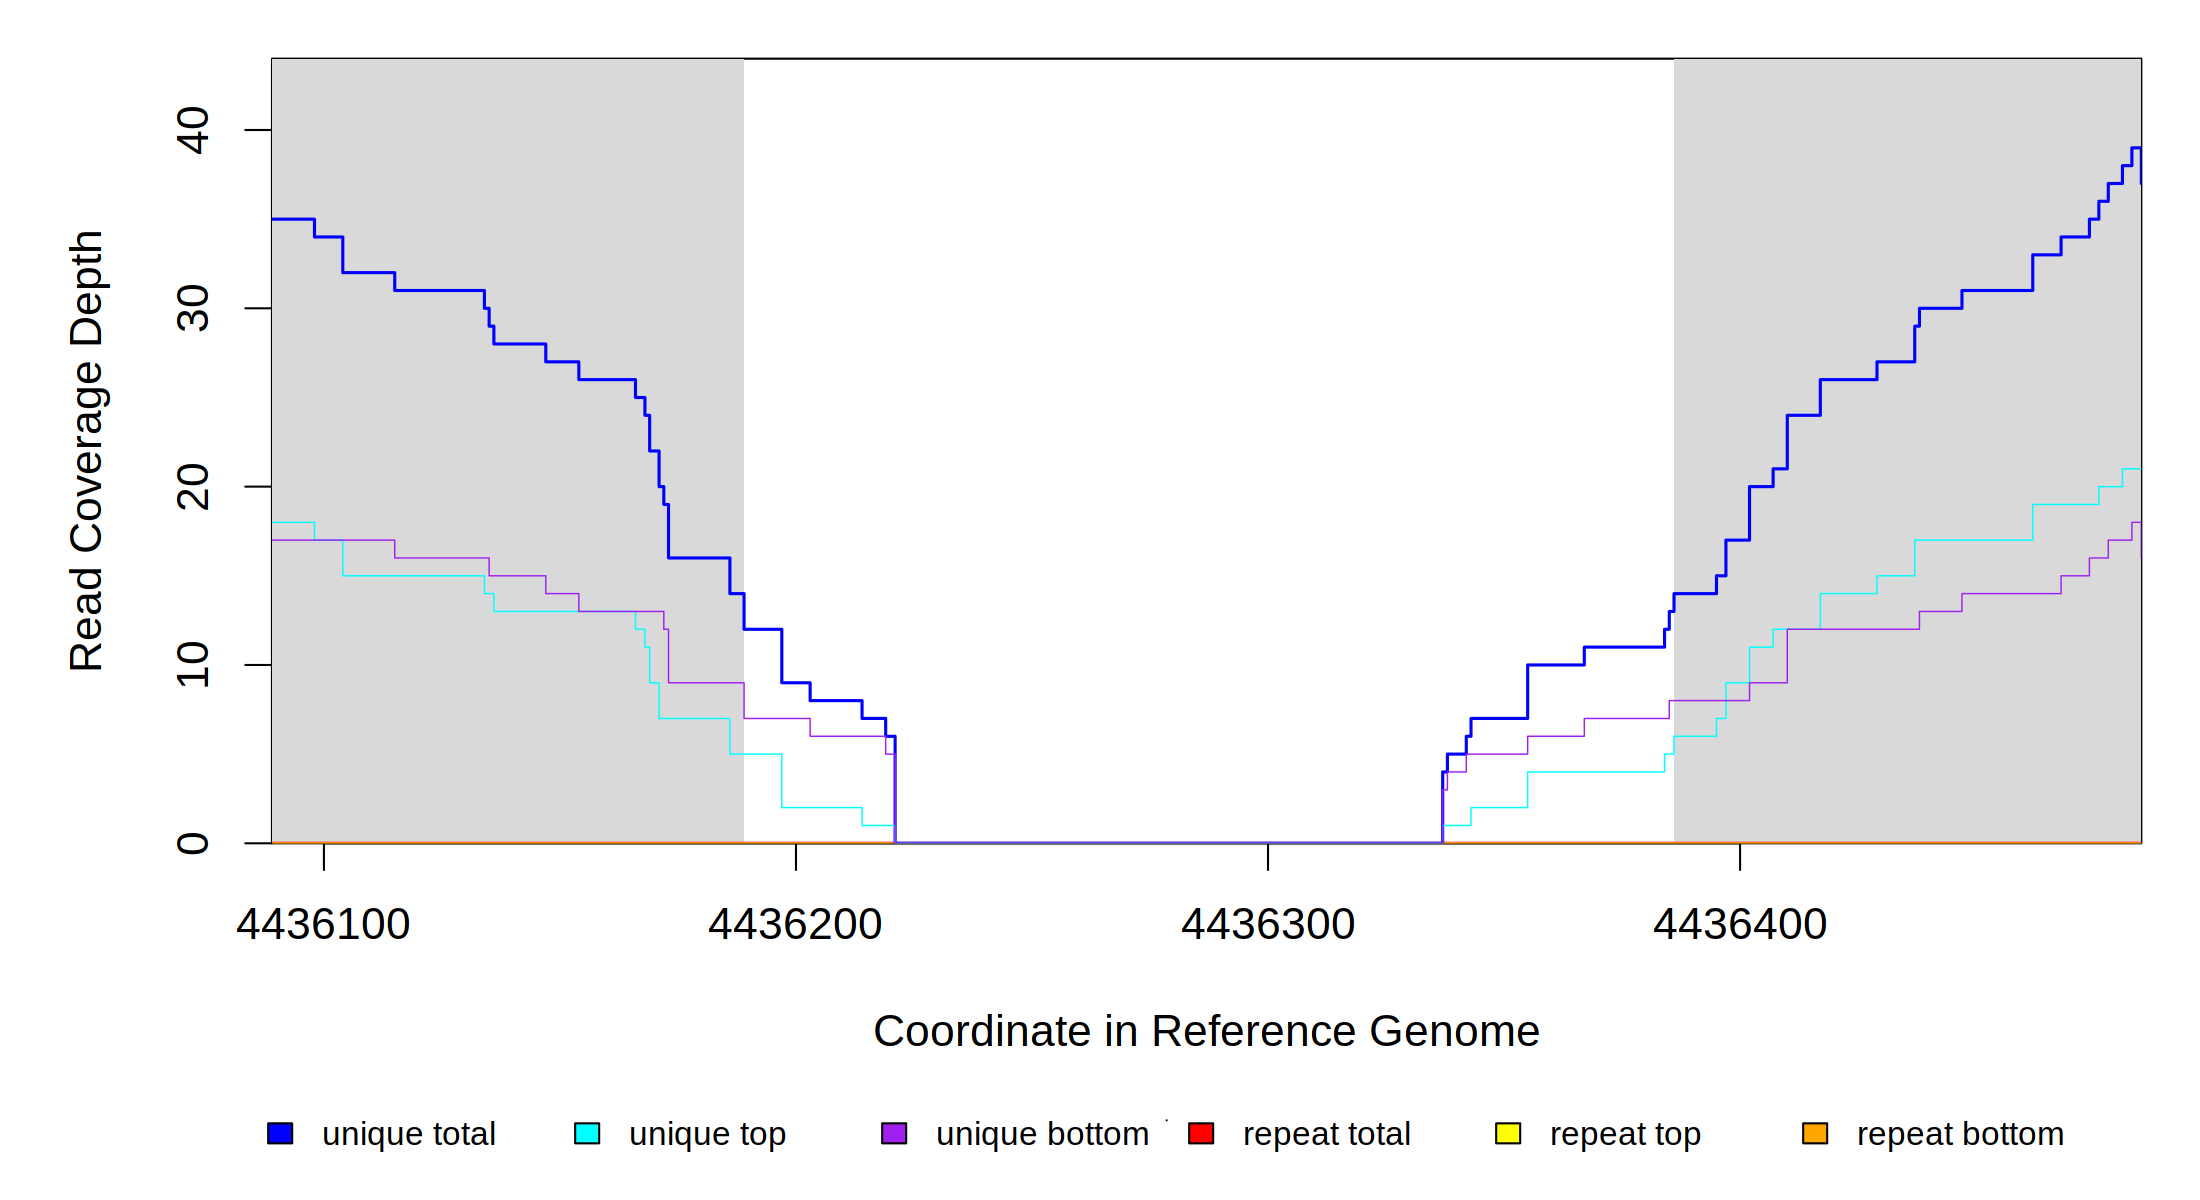 40
30
20
10
0
Read Coverage Depth
4436100 4436200 4436300 4436400
Coordinate in Reference Genome
unique total unique top unique bottom repeat total repeat top repeat bottom